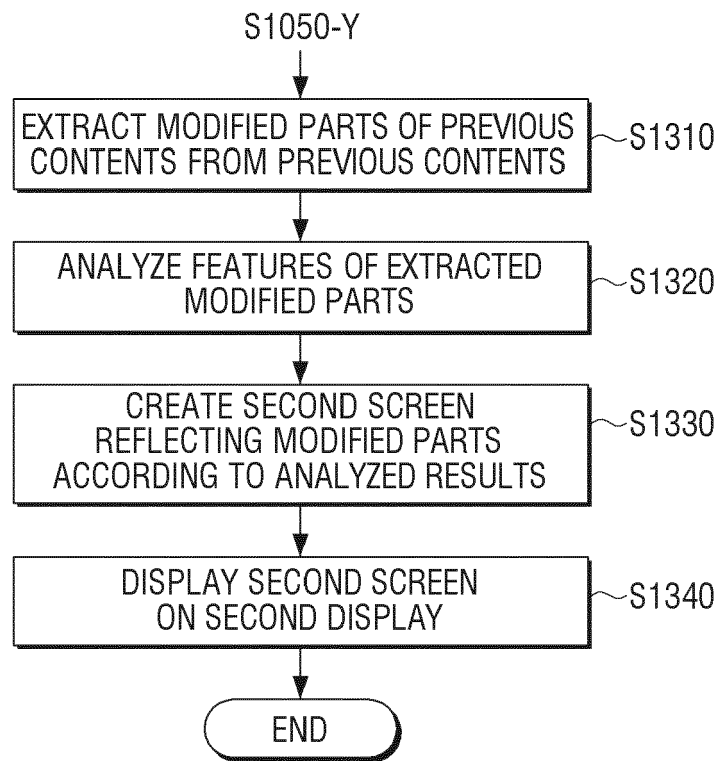 S1050-Y
EXTRACT MODIFIED PARTS OF PREVIOUS
CONTENTS FROM PREVIOUS CONTENTS
S1310
ANALYZE FEATURES OF EXTRACTED
MODIFIED PARTS
S1320
CREATE SECOND SCREEN
REFLECTING MODIFIED PARTS
ACCORDING TO ANALYZED RESULTS
S1330
DISPLAY SECOND SCREEN
ON SECOND DISPLAY
S1340
END